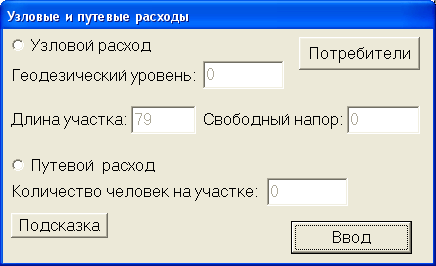 Узловые и путевые расходы
Узловой расход
Потребители
Геодезический уровень: 0
Длина участка: 79 Свободный напор: 0
Путевой расход
Количество человек на участке: 0
Подсказка
Ввод